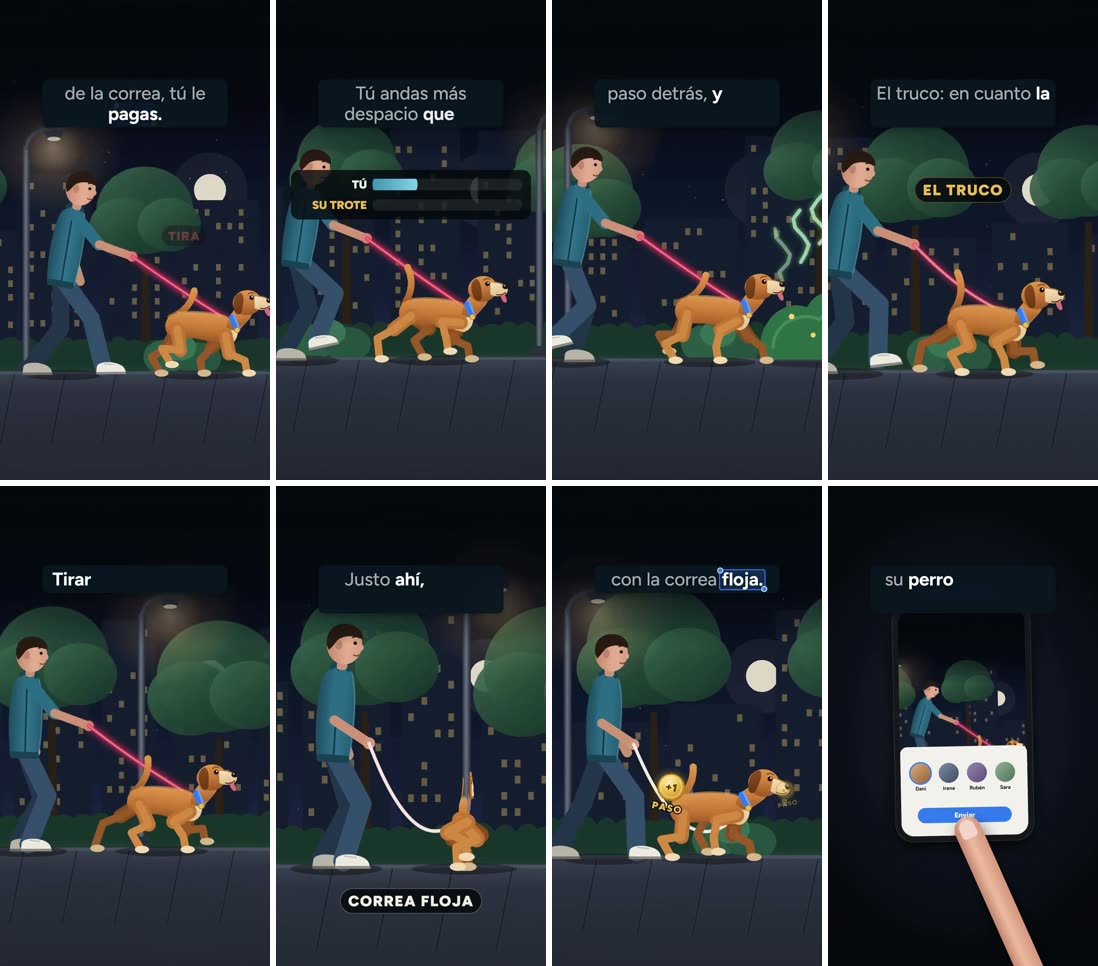 de la correa, tú le
pagas.
TIRA
Tú andas más
despacio que
TÚ
SU TROTE
paso detrás, y
El truco: en cuanto la
EL TRUCO
Tirar
Justo ahí,
CORREA FLOJA
con la correa floja.
+1
PASO
PASO
su perro
Dani
Irene
Rubén
Sara
Enviar